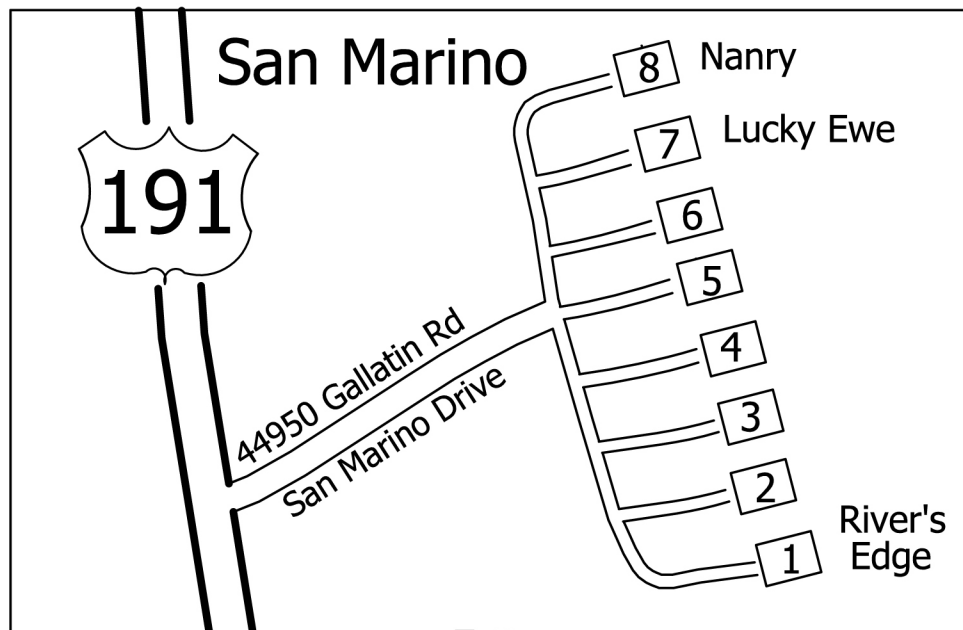 San Marino
191
8 Nanry
7 Lucky Ewe
6
5
4
3
2
1
River's
Edge
44950 Gallatin Rd
San Marino Drive